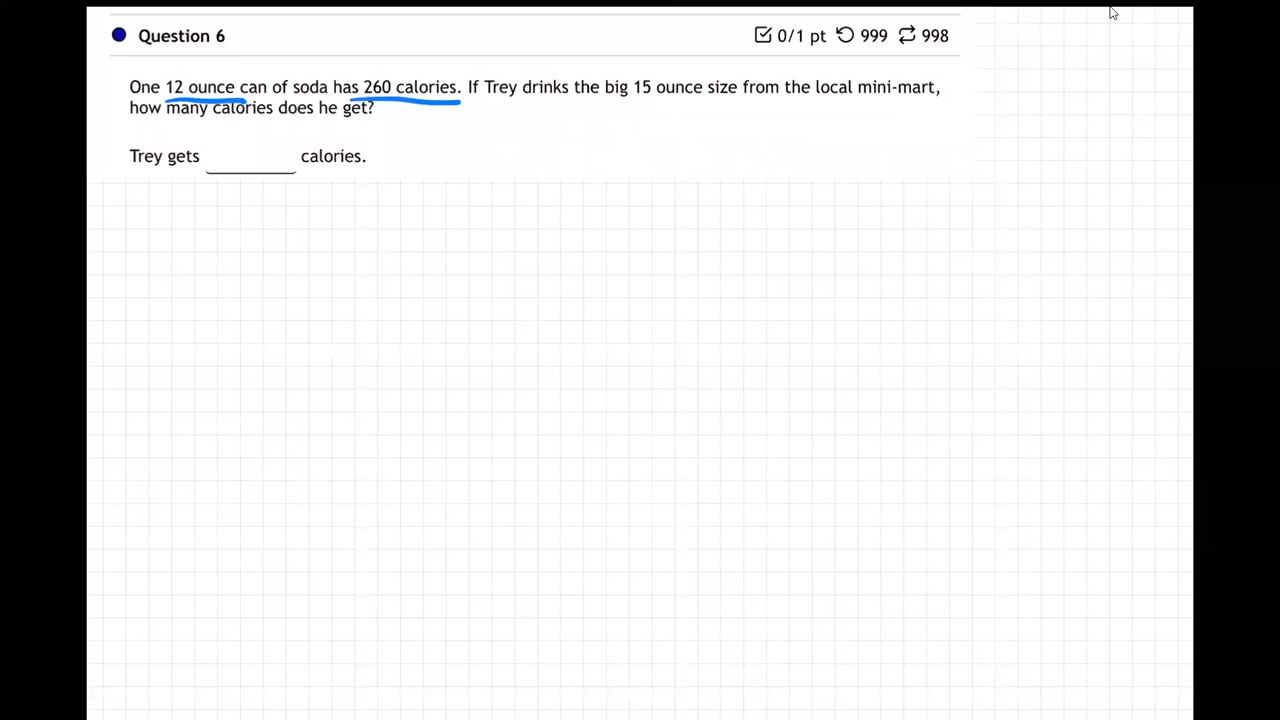 Question 6
0/1 pt 999 998
One 12 ounce can of soda has 260 calories. If Trey drinks the big 15 ounce size from the local mini-mart,
how many calories does he get?
Trey gets calories.